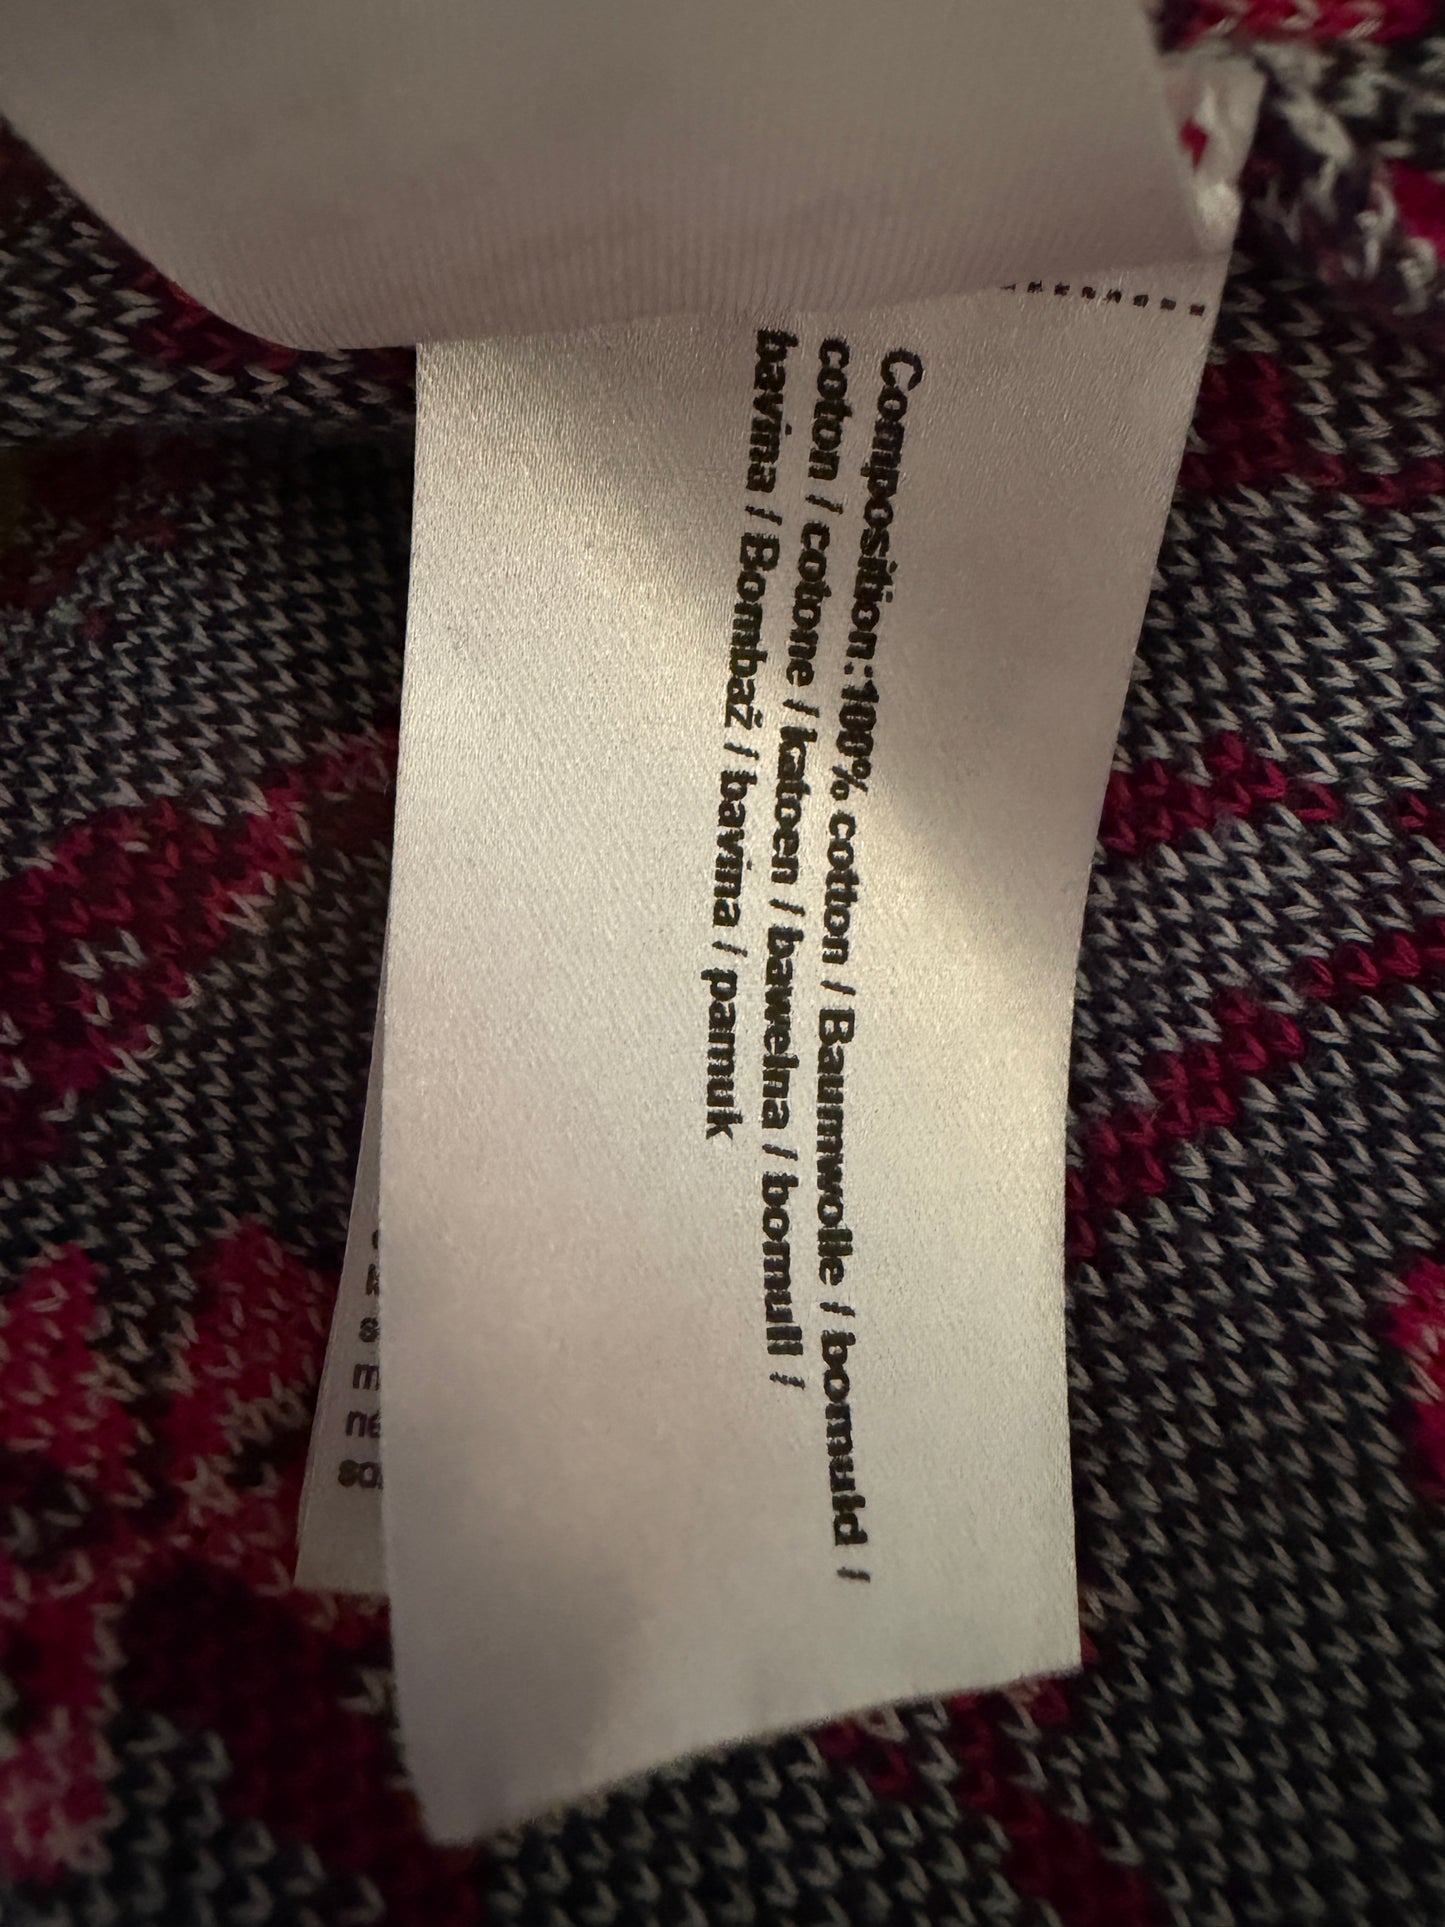 Composition:100% cotton / Baumwolle / bomuld /
coton / cotone / katoen / bawełna / bomull /
bavlna / Bombaž / bavlna / pamuk